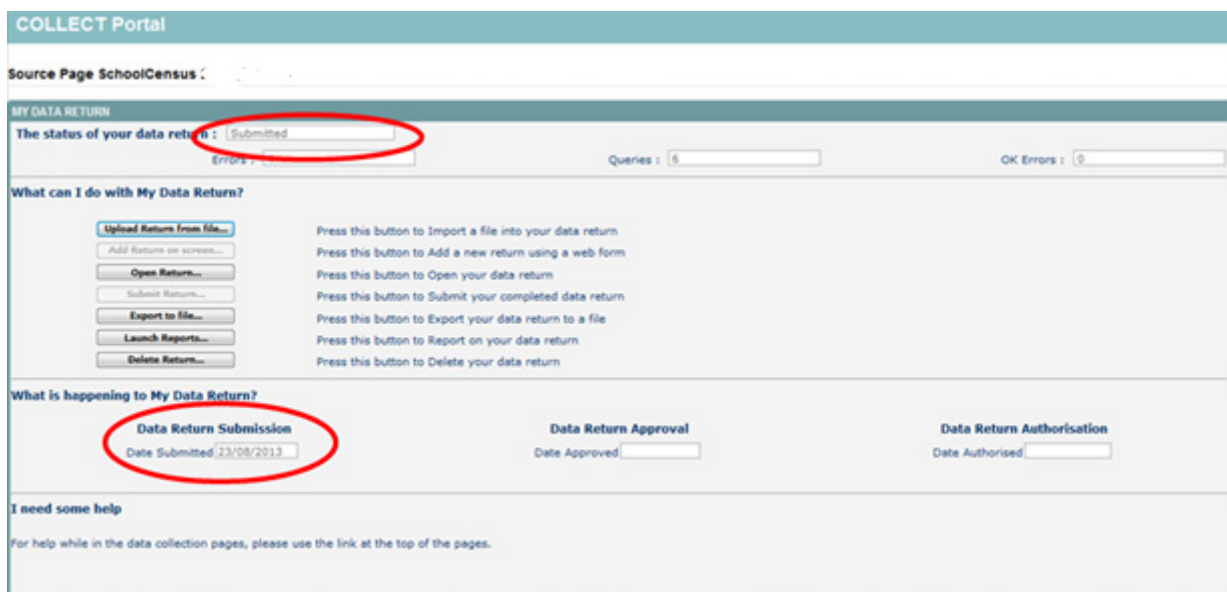 COLLECT Portal
Source Page SchoolCensus
MY DATA RETURN
The status of your data return : Submitted
Errors : Queries : 6 OK Errors : 0
What can I do with My Data Return?
Upload Return from file... Press this button to Import a file into your data return
Add Return on screen... Press this button to Add a new return using a web form
Open Return... Press this button to Open your data return
Submit Return... Press this button to Submit your completed data return
Export to file... Press this button to Export your data return to a file
Launch Reports... Press this button to Report on your data return
Delete Return... Press this button to Delete your data return
What is happening to My Data Return?
Data Return Submission Data Return Approval Data Return Authorisation
Date Submitted 23/08/2013 Date Approved Date Authorised
I need some help
For help while in the data collection pages, please use the link at the top of the pages.